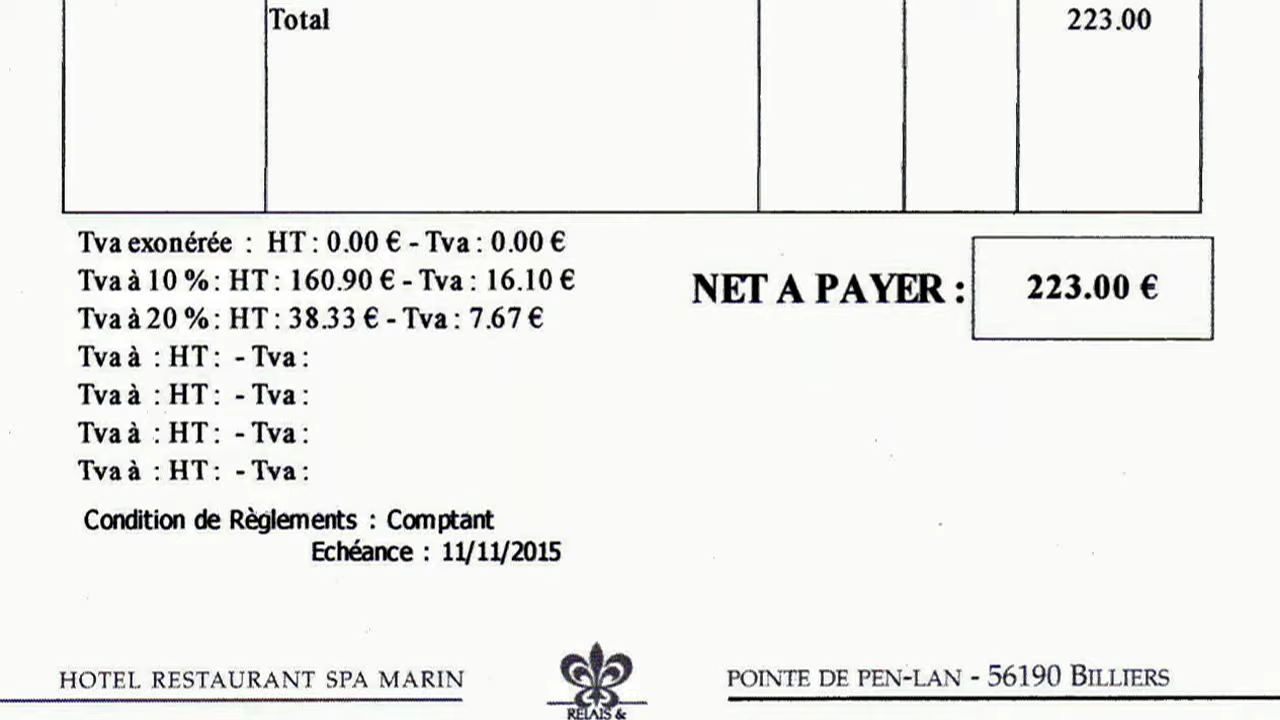 Total 223.00
Tva exonérée : HT : 0.00 € - Tva : 0.00 €
Tva à 10 % : HT : 160.90 € - Tva : 16.10 €
NET A PAYER : 223.00 €
Tva à 20 % : HT : 38.33 € - Tva : 7.67 €
Tva à : HT : - Tva :
Tva à : HT : - Tva :
Tva à : HT : - Tva :
Tva à : HT : - Tva :
Condition de Règlements : Comptant
Echéance : 11/11/2015
HOTEL RESTAURANT SPA MARIN
POINTE DE PEN-LAN - 56190 BILLIERS
RELAIS &